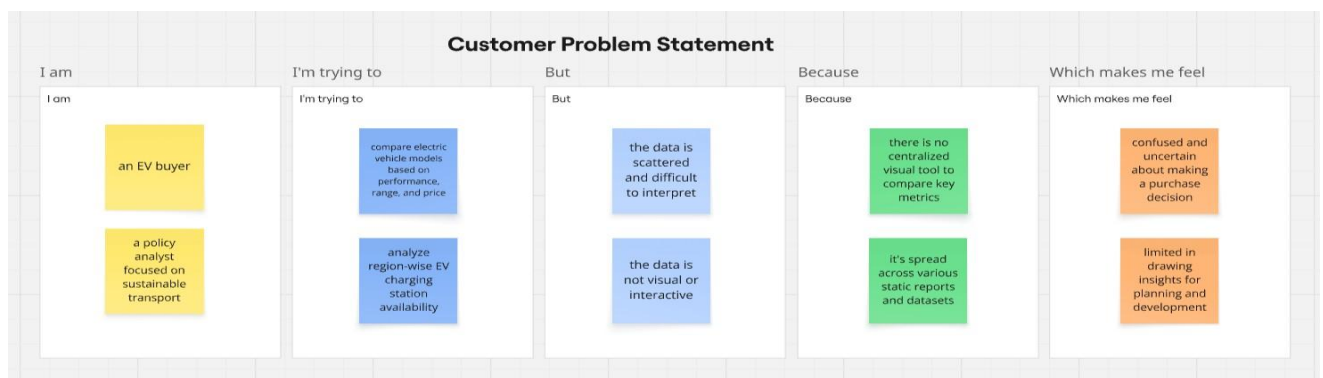 Customer Problem Statement
I am
I'm trying to
But
Because
Which makes me feel
I am
an EV buyer
a policy
analyst
focused on
sustainable
transport
I'm trying to
compare electric
vehicle models
based on
performance,
range, and price
analyze
region-wise EV
charging
station
availability
But
the data is
scattered
and difficult
to interpret
the data is
not visual or
interactive
Because
there is no
centralized
visual tool to
compare key
metrics
it's spread
across various
static reports
and datasets
Which makes me feel
confused and
uncertain
about making
a purchase
decision
limited in
drawing
insights for
planning and
development